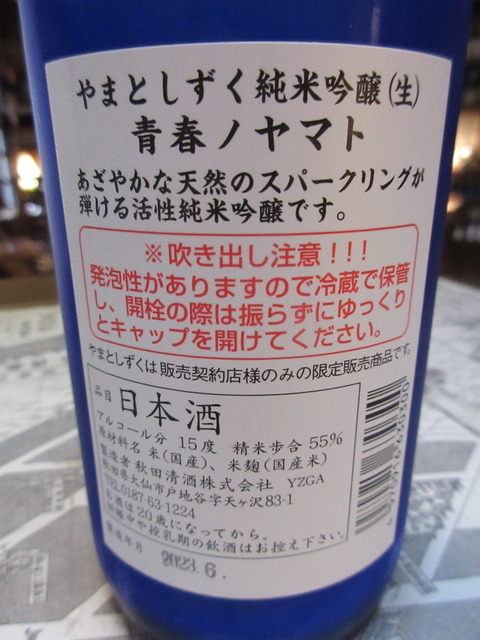 やまとしずく純米吟醸(生)
青春ノヤマト
あざやかな天然のスパークリングが
弾ける活性純米吟醸です。
※吹き出し注意!!!
発泡性がありますので冷蔵で保管
し、開栓の際は振らずにゆっくり
とキャップを開けてください。
やまとしずくは販売契約店様のみの限定販売商品です。
品目 日本酒
アルコール分 15度 精米歩合 55%
原材料名 米(国産)、米麹(国産米)
製造者 秋田清酒株式会社 YZGA
秋田県大仙市戸地谷字天ケ沢83-1
TEL0187-63-1224
お酒は20歳になってから。
妊娠中や授乳期の飲酒はお控え下さい。
製造年月 2023.6.